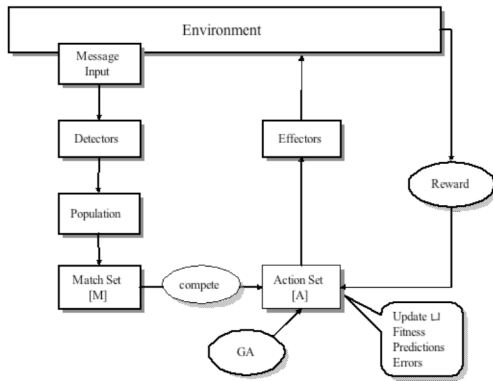 Environment
Message
Input
Detectors
Effectors
Reward
Population
Match Set
[M]
compete
Action Set
[A]
Update
Fitness
Predictions
Errors
GA